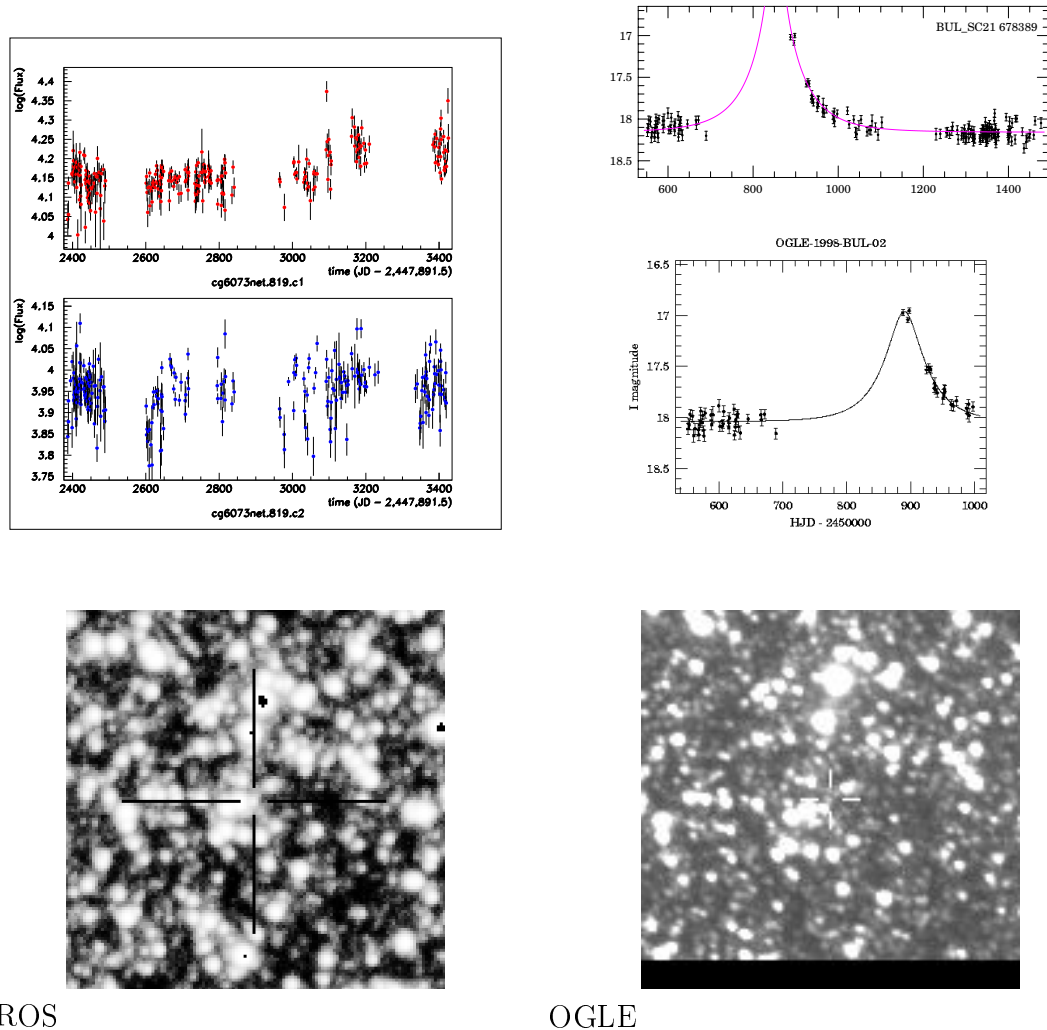 log(Flux)
4.4
4.35
4.3
4.25
4.2
4.15
4.1
4.05
4
2400 2600 2800 3000 3200 3400
time (JD – 2,447,891.5)
cg6073net.819.c1
log(Flux)
4.15
4.1
4.05
4
3.95
3.9
3.85
3.8
3.75
2400 2600 2800 3000 3200 3400
time (JD – 2,447,891.5)
cg6073net.819.c2
BUL_SC21 678389
17
17.5
18
18.5
600 800 1000 1200 1400
OGLE-1998-BUL-02
16.5
17
17.5
18
18.5
I magnitude
600 700 800 900 1000
HJD - 2450000
ROS
OGLE